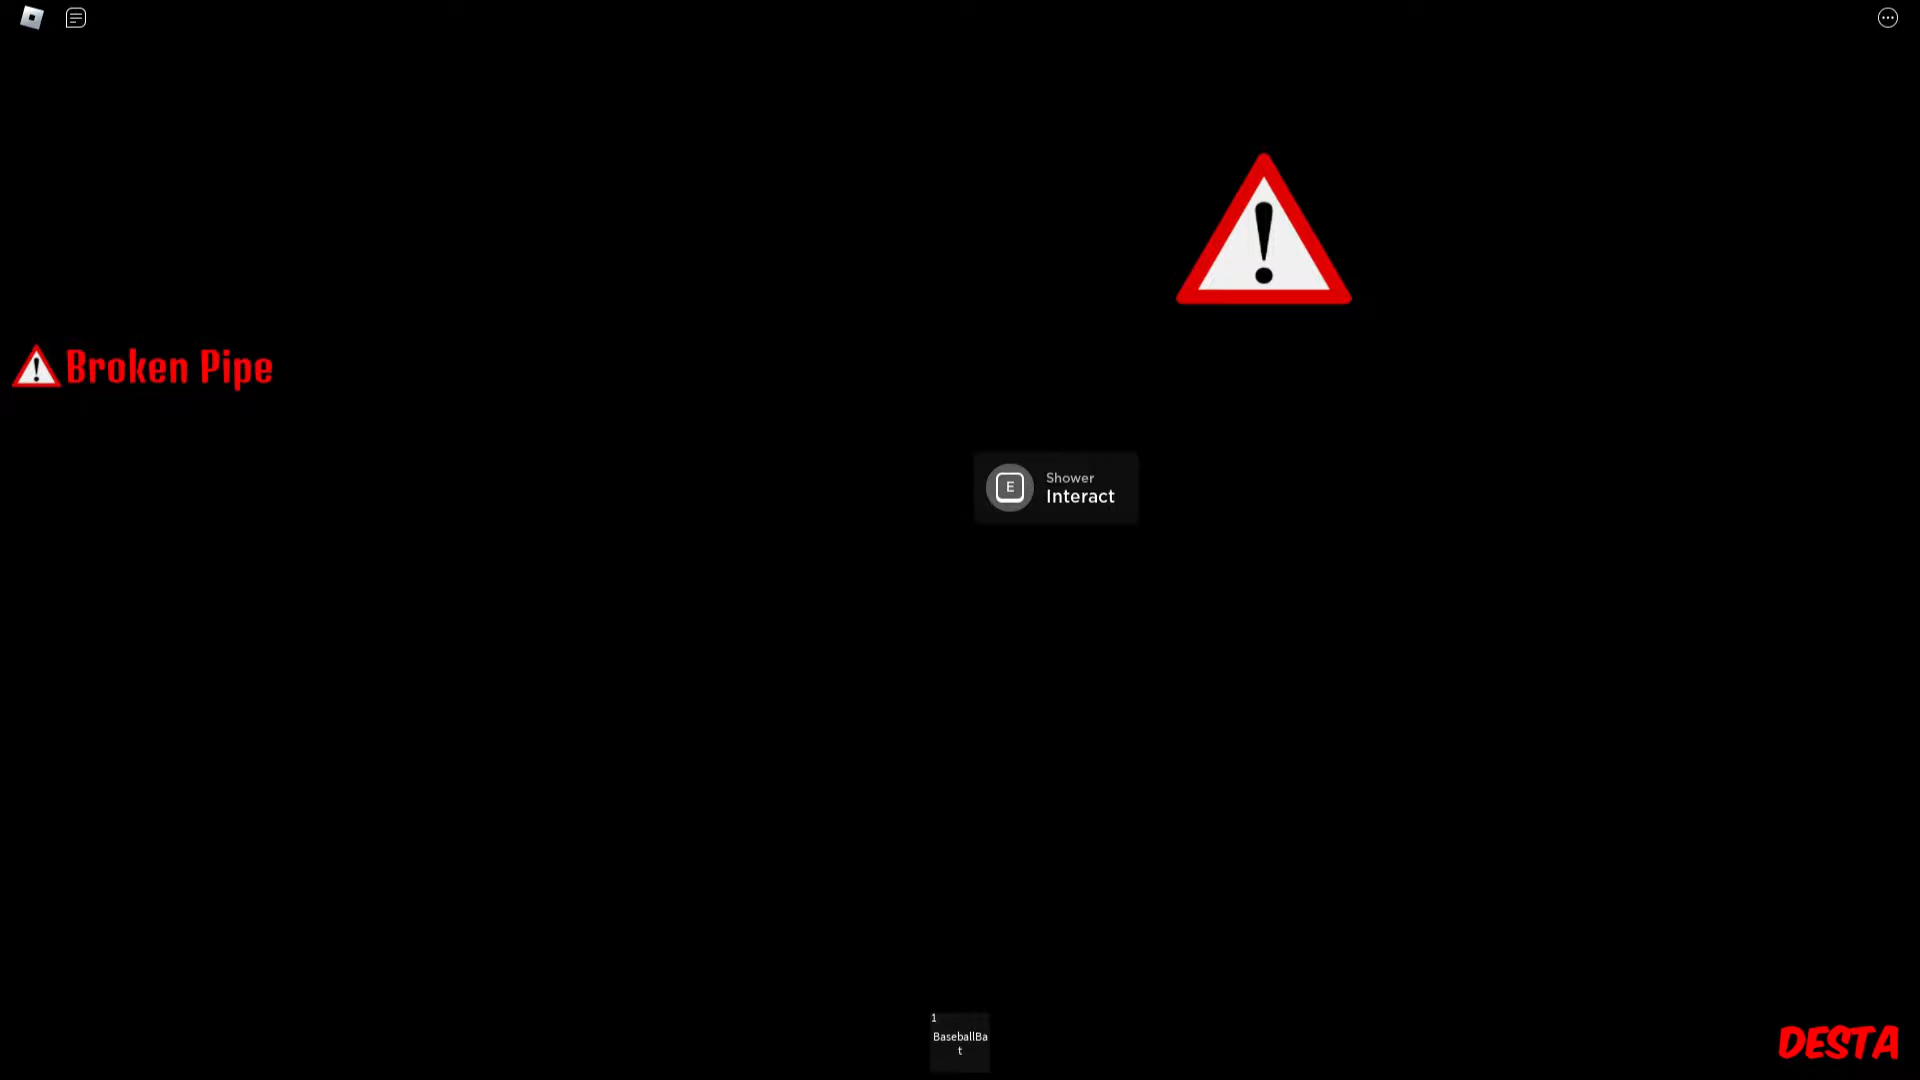 Broken Pipe
E
Shower
Interact
1
BaseballBa
t
DESTA